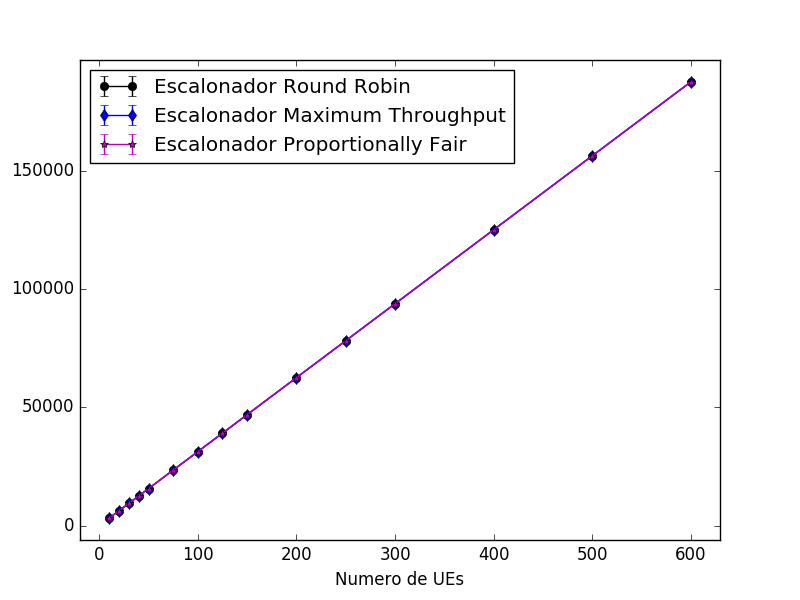 Escalonador Round Robin
Escalonador Maximum Throughput
Escalonador Proportionally Fair
150000
100000
50000
0
0 100 200 300 400 500 600
Numero de UEs